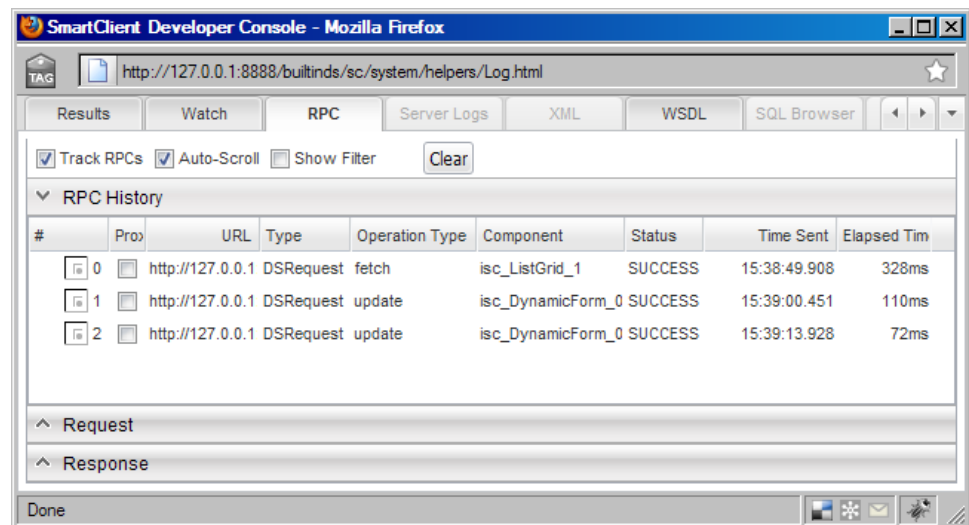 SmartClient Developer Console - Mozilla Firefox
TAG http://127.0.0.1:8888/builtinds/sc/system/helpers/Log.html
Results Watch RPC Server Logs XML WSDL SQL Browser
Track RPCs Auto-Scroll Show Filter Clear
RPC History
# Prox URL Type Operation Type Component Status Time Sent Elapsed Tim
0 http://127.0.0.1 DSRequest fetch isc_ListGrid_1 SUCCESS 15:38:49.908 328ms
1 http://127.0.0.1 DSRequest update isc_DynamicForm_0 SUCCESS 15:39:00.451 110ms
2 http://127.0.0.1 DSRequest update isc_DynamicForm_0 SUCCESS 15:39:13.928 72ms
Request
Response
Done